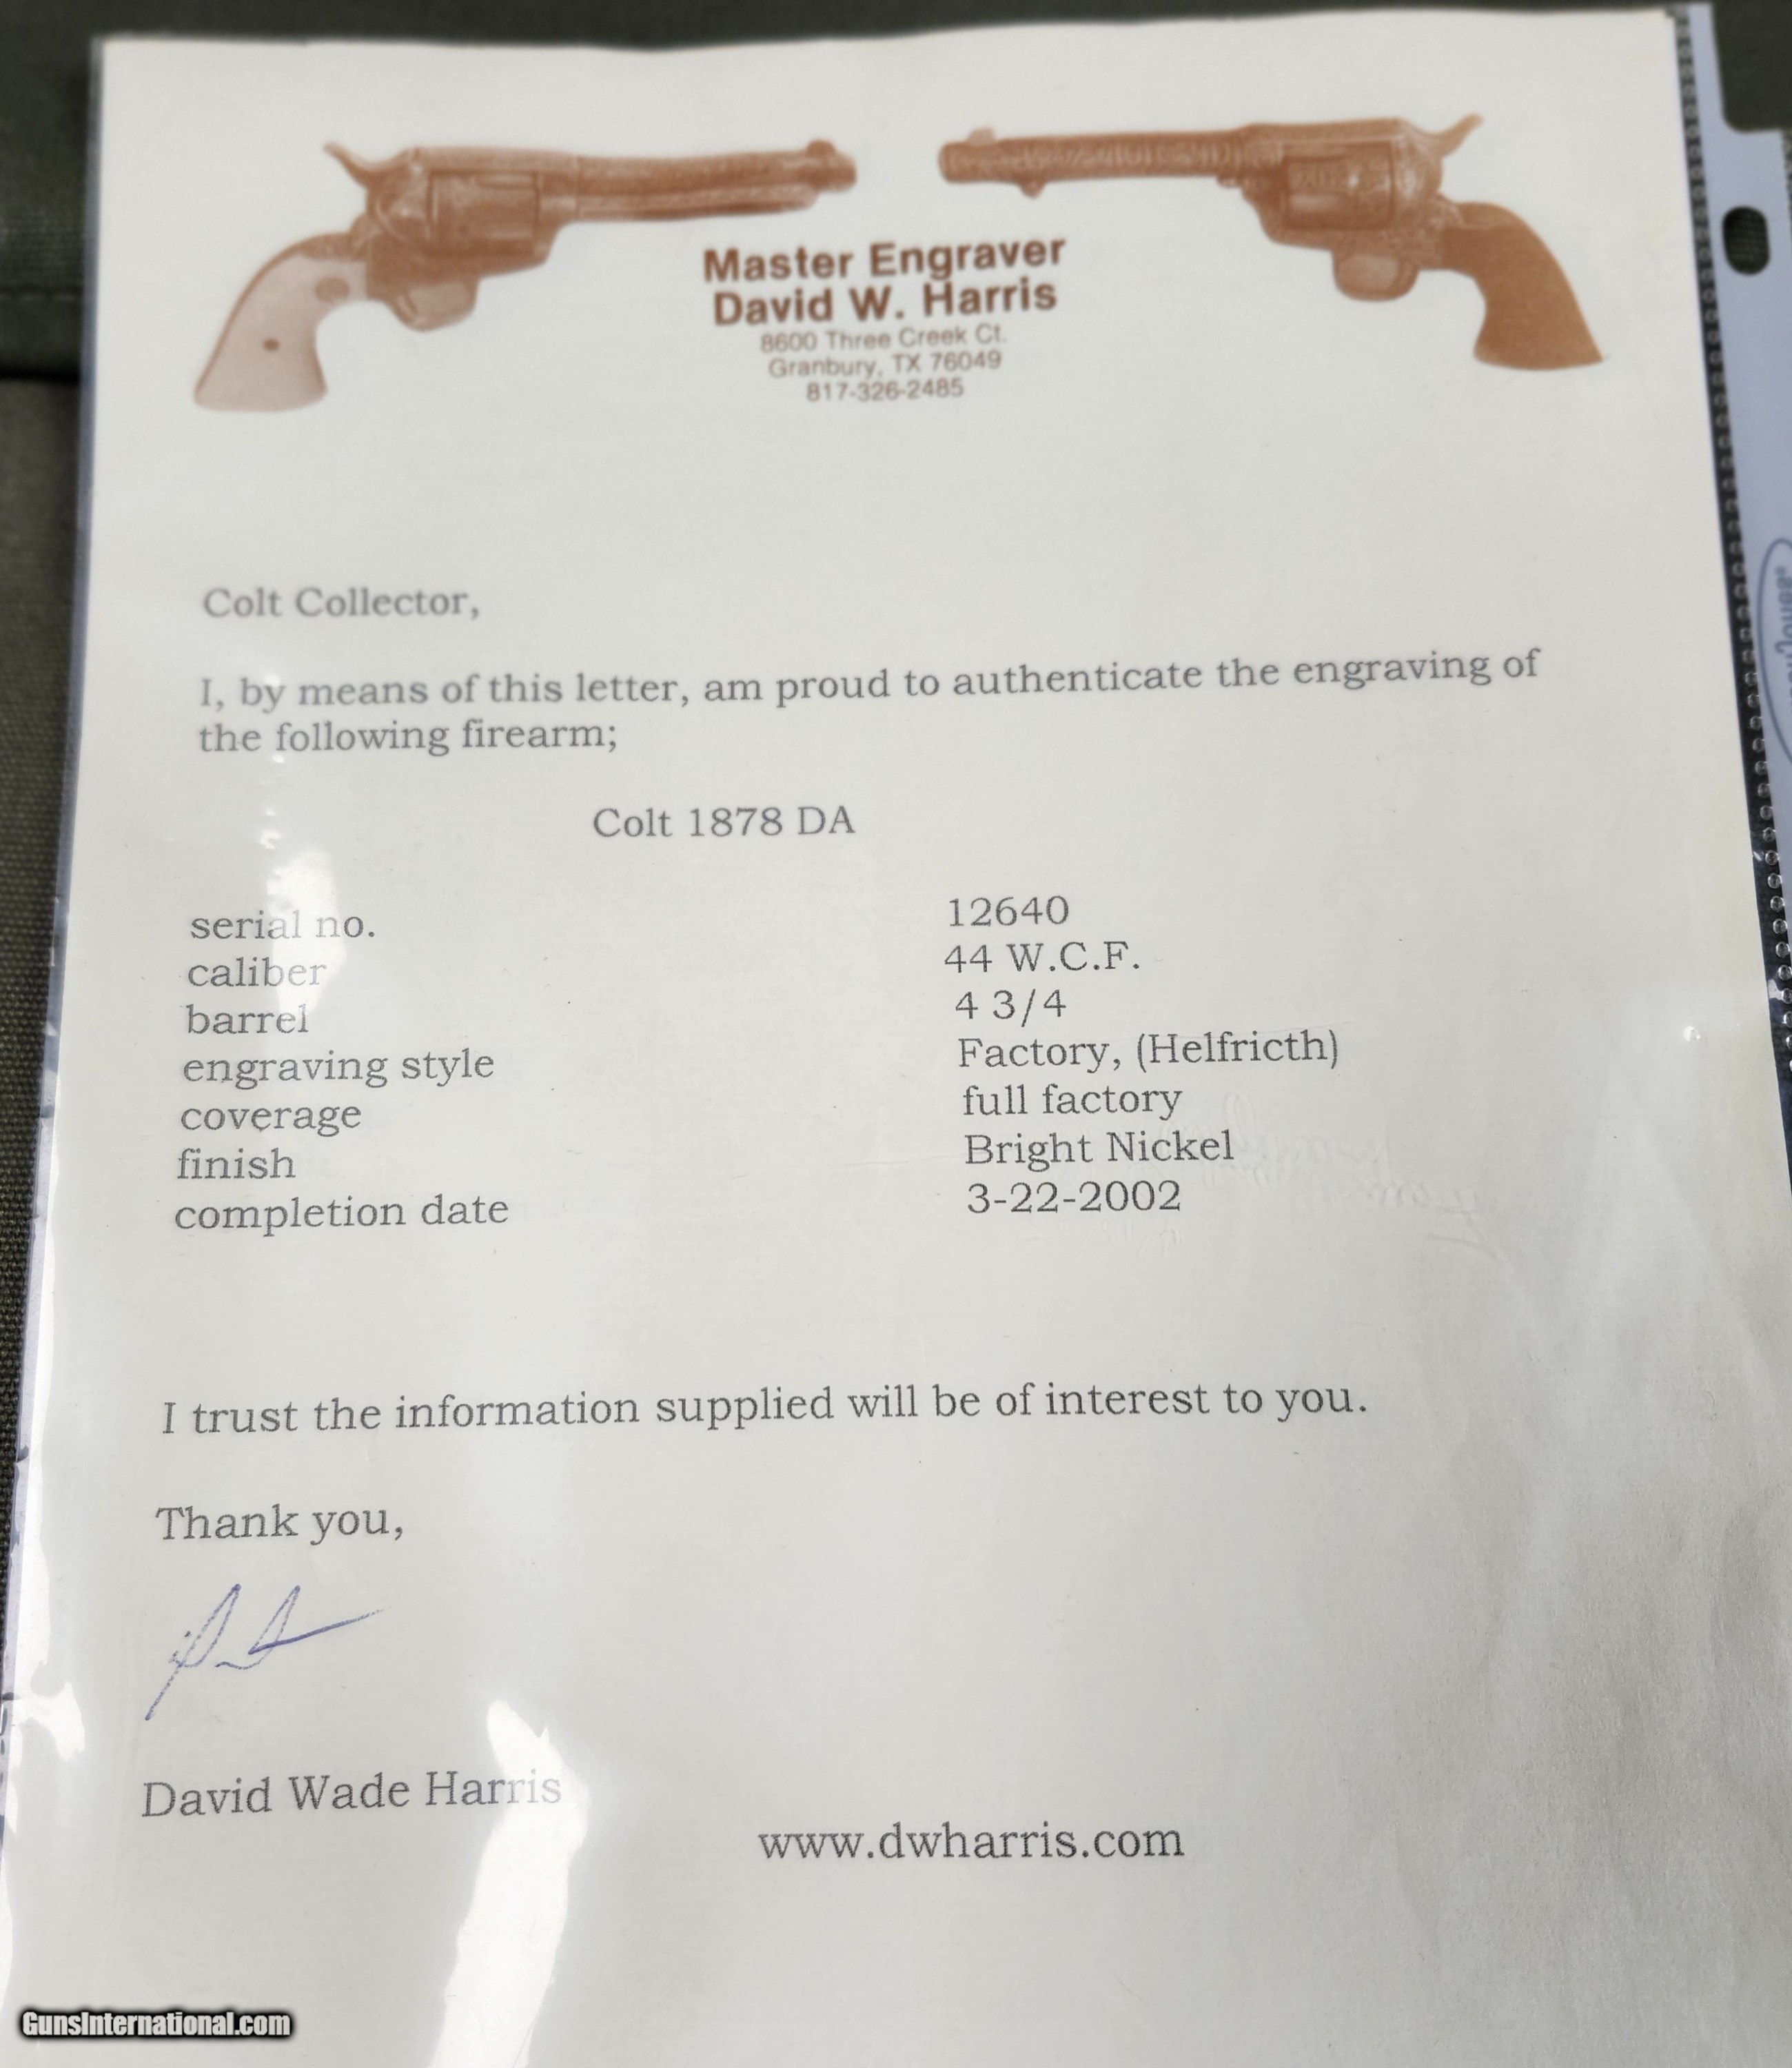 Master Engraver
David W. Harris
8600 Three Creek Ct.
Granbury, TX 76049
817-326-2485
Colt Collector,
I, by means of this letter, am proud to authenticate the engraving of
the following firearm;
Colt 1878 DA
serial no. 12640
caliber 44 W.C.F.
barrel 4 3/4
engraving style Factory, (Helfricth)
coverage full factory
finish Bright Nickel
completion date 3-22-2002
I trust the information supplied will be of interest to you.
Thank you,
David Wade Harris
www.dwharris.com
GunsInternational.com